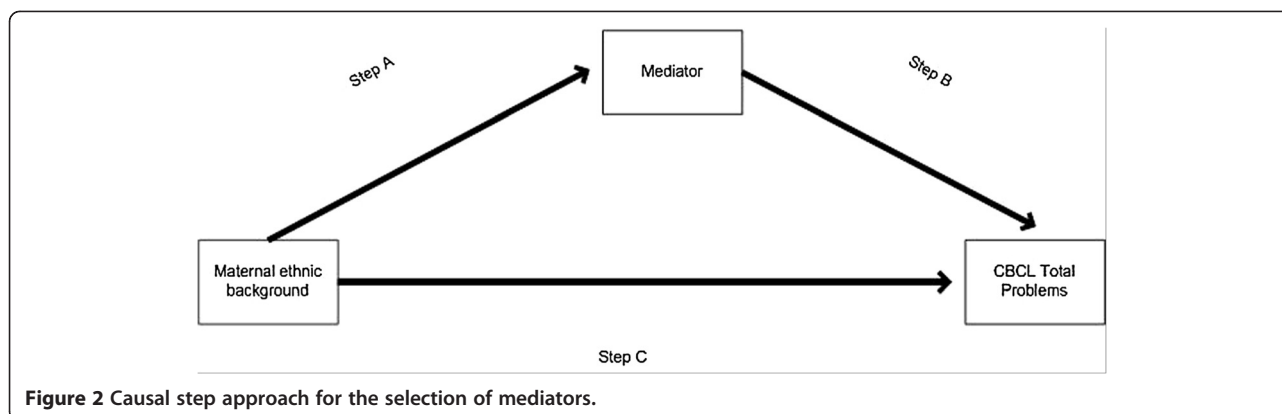 Step A
Mediator
Step B
Maternal ethnic
background
CBCL Total
Problems
Step C
Figure 2 Causal step approach for the selection of mediators.